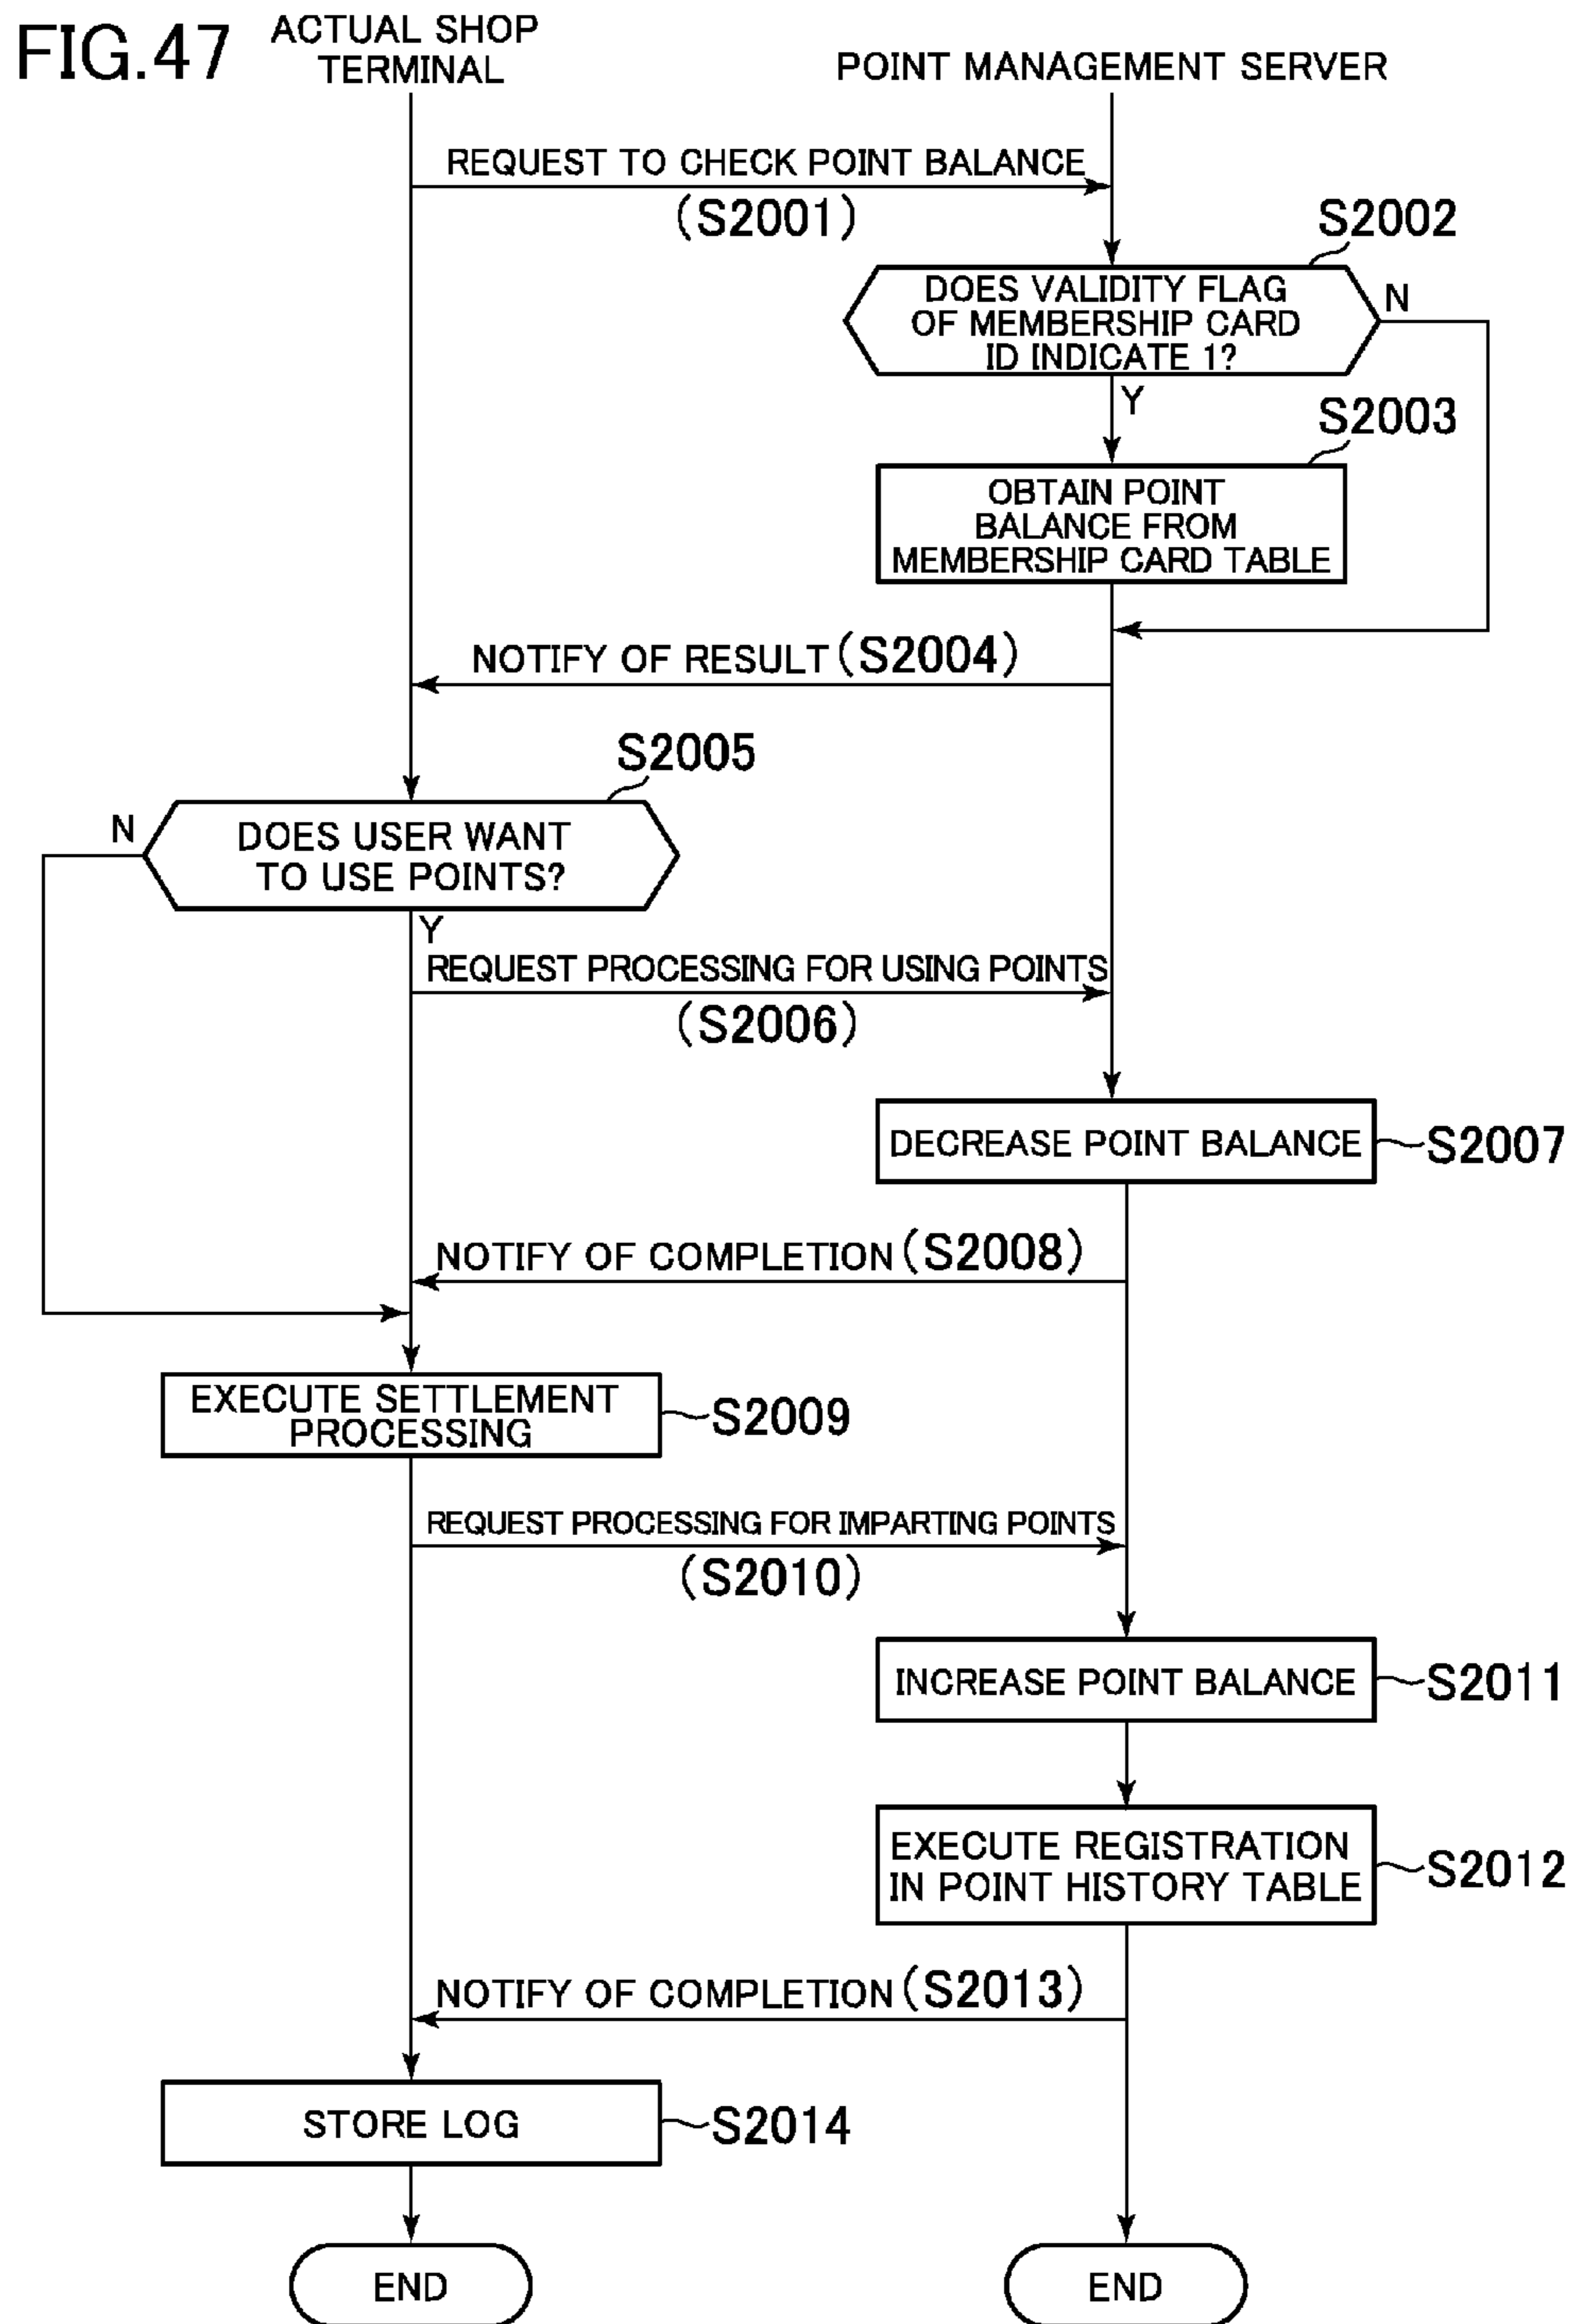 FIG.47
ACTUAL SHOP
TERMINAL
POINT MANAGEMENT SERVER
REQUEST TO CHECK POINT BALANCE
(S2001)
S2002
DOES VALIDITY FLAG
OF MEMBERSHIP CARD
ID INDICATE 1?
N
Y
S2003
OBTAIN POINT
BALANCE FROM
MEMBERSHIP CARD TABLE
NOTIFY OF RESULT (S2004)
S2005
N
DOES USER WANT
TO USE POINTS?
Y
REQUEST PROCESSING FOR USING POINTS
(S2006)
DECREASE POINT BALANCE
S2007
NOTIFY OF COMPLETION (S2008)
EXECUTE SETTLEMENT
PROCESSING
S2009
REQUEST PROCESSING FOR IMPARTING POINTS
(S2010)
INCREASE POINT BALANCE
S2011
EXECUTE REGISTRATION
IN POINT HISTORY TABLE
S2012
NOTIFY OF COMPLETION (S2013)
STORE LOG
S2014
END
END